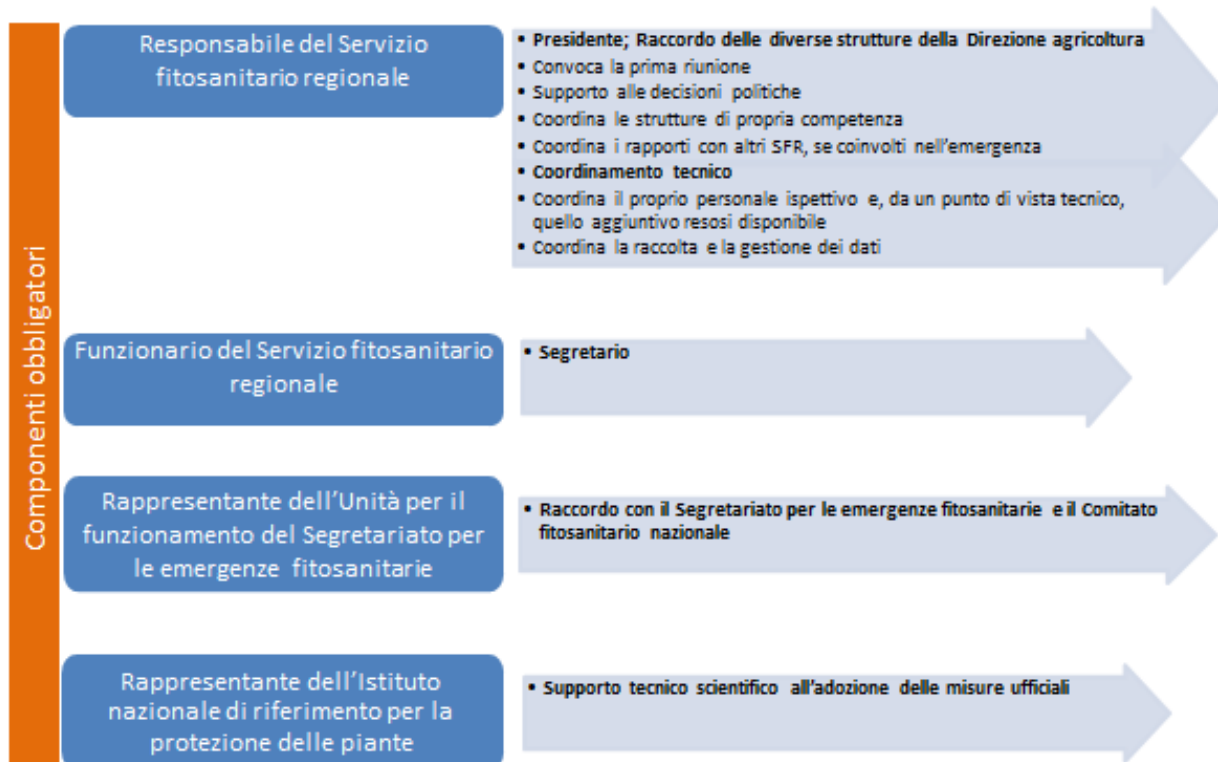 Componenti obbligatori
Responsabile del Servizio
fitosanitario regionale
• Presidente; Raccordo delle diverse strutture della Direzione agricoltura
• Convoca la prima riunione
• Supporto alle decisioni politiche
• Coordina le strutture di propria competenza
• Coordina i rapporti con altri SFR, se coinvolti nell'emergenza
• Coordinamento tecnico
• Coordina il proprio personale ispettivo e, da un punto di vista tecnico,
quello aggiuntivo resosi disponibile
• Coordina la raccolta e la gestione dei dati
Funzionario del Servizio fitosanitario
regionale
• Segretario
Rappresentante dell'Unità per il
funzionamento del Segretariato per
le emergenze fitosanitarie
• Raccordo con il Segretariato per le emergenze fitosanitarie e il Comitato
fitosanitario nazionale
Rappresentante dell'Istituto
nazionale di riferimento per la
protezione delle piante
• Supporto tecnico scientifico all'adozione delle misure ufficiali